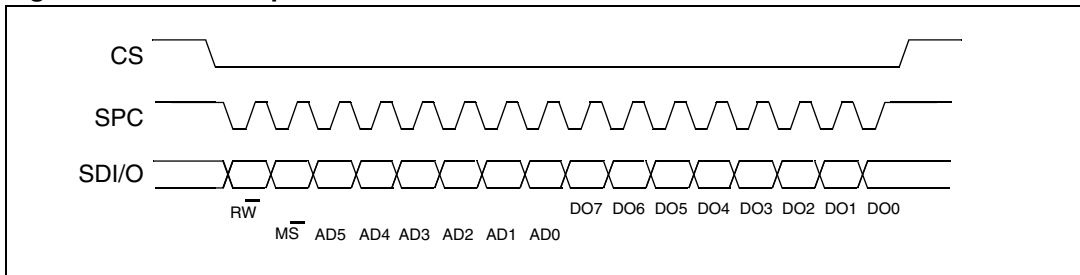 CS
SPC
SDI/O
RW DO7 DO6 DO5 DO4 DO3 DO2 DO1 DO0
MS AD5 AD4 AD3 AD2 AD1 AD0